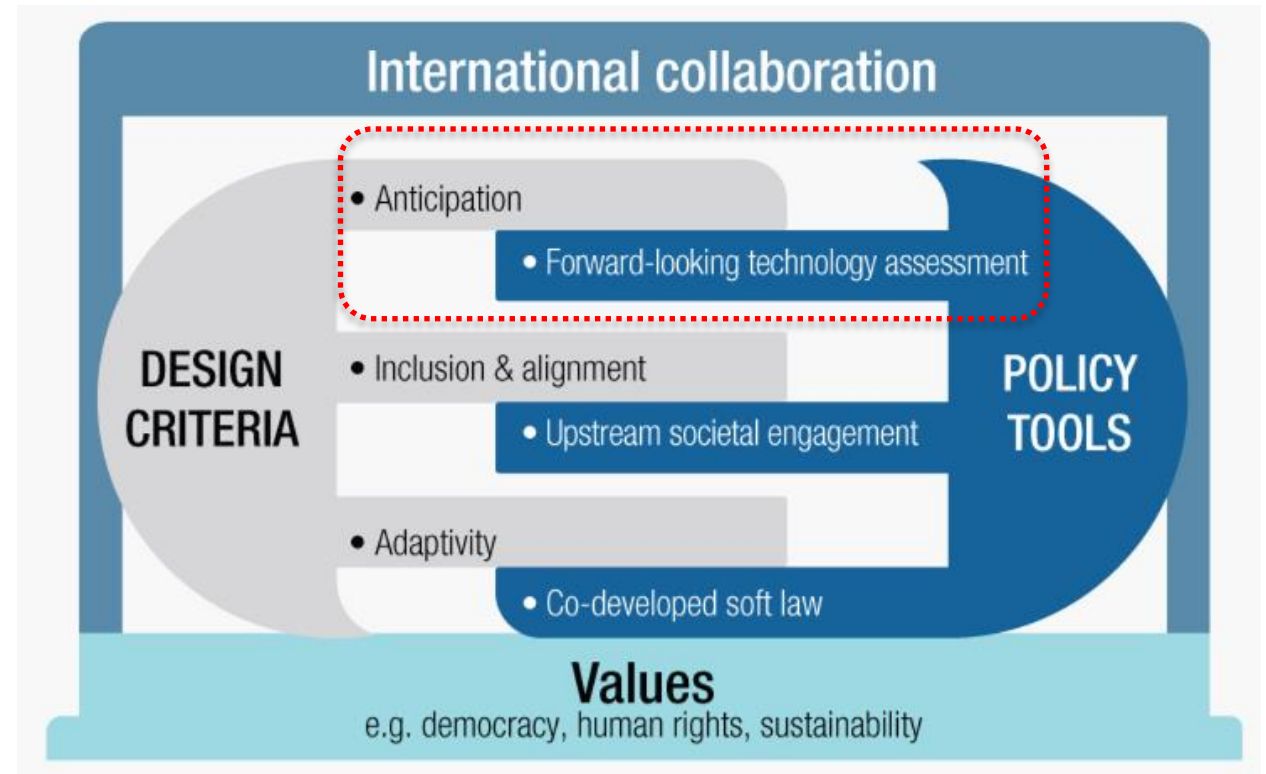 International collaboration
• Anticipation
• Forward-looking technology assessment
DESIGN
CRITERIA
• Inclusion & alignment
• Upstream societal engagement
POLICY
TOOLS
• Adaptivity
• Co-developed soft law
Values
e.g. democracy, human rights, sustainability